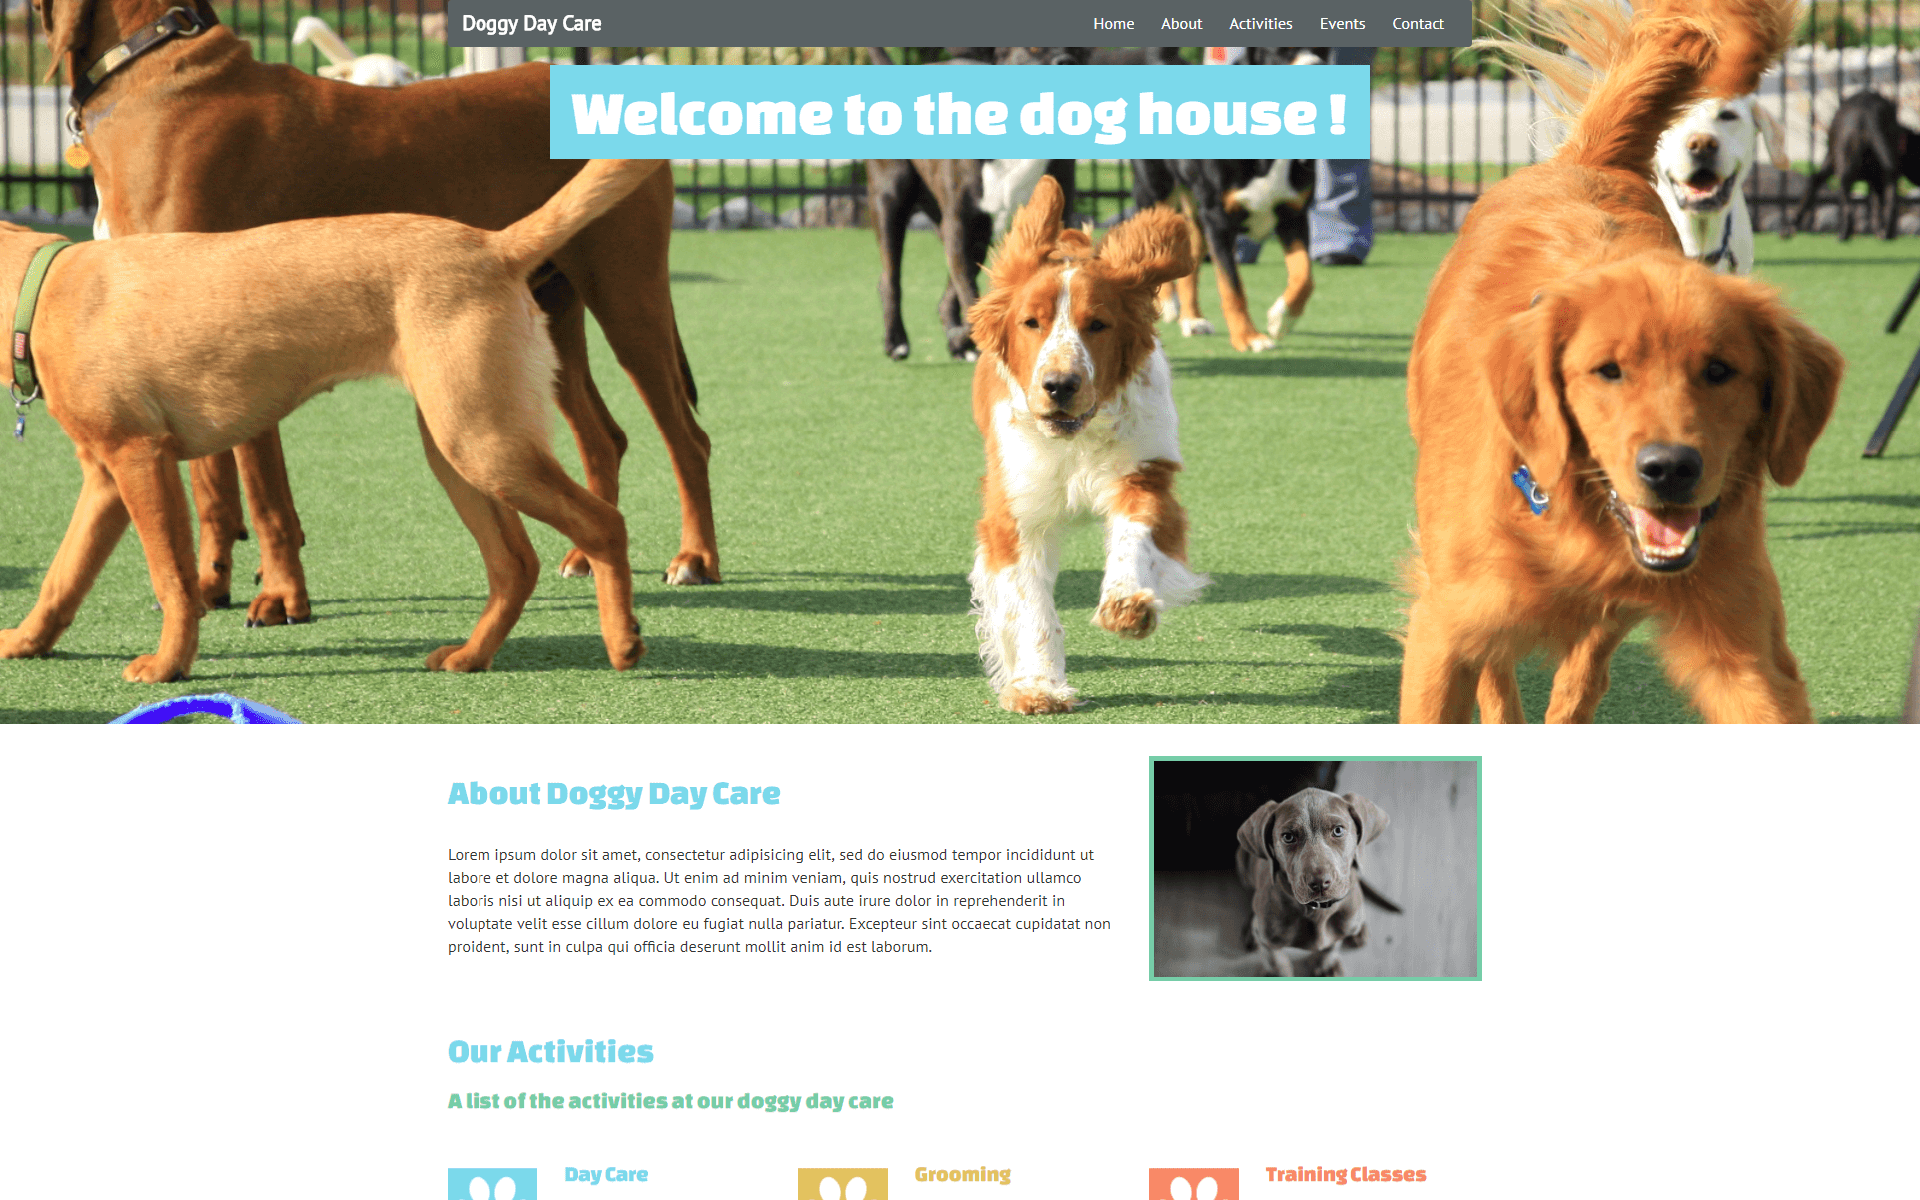 Doggy Day Care
Home About Activities Events Contact
Welcome to the dog house !
About Doggy Day Care
Lorem ipsum dolor sit amet, consectetur adipisicing elit, sed do eiusmod tempor incididunt ut
labore et dolore magna aliqua. Ut enim ad minim veniam, quis nostrud exercitation ullamco
laboris nisi ut aliquip ex ea commodo consequat. Duis aute irure dolor in reprehenderit in
voluptate velit esse cillum dolore eu fugiat nulla pariatur. Excepteur sint occaecat cupidatat non
proident, sunt in culpa qui officia deserunt mollit anim id est laborum.
Our Activities
A list of the activities at our doggy day care
Day Care
Grooming
Training Classes